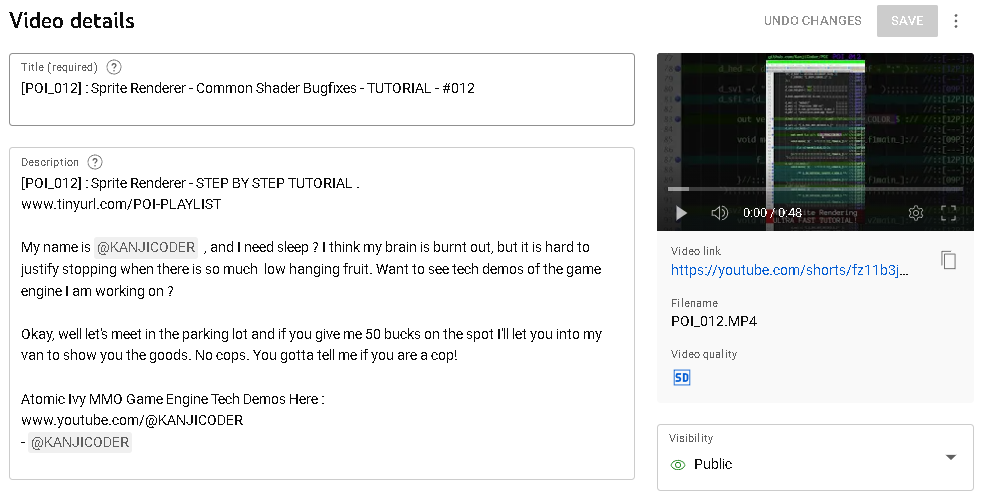 Video details
UNDO CHANGES
SAVE
Title (required)
[POI_012] : Sprite Renderer - Common Shader Bugfixes - TUTORIAL - #012
Description
[POI_012] : Sprite Renderer - STEP BY STEP TUTORIAL .
www.tinyurl.com/POI-PLAYLIST
My name is @KANJICODER , and I need sleep ? I think my brain is burnt out, but it is hard to
justify stopping when there is so much low hanging fruit. Want to see tech demos of the game
engine I am working on ?
Okay, well let's meet in the parking lot and if you give me 50 bucks on the spot I'll let you into my
van to show you the goods. No cops. You gotta tell me if you are a cop!
Atomic Ivy MMO Game Engine Tech Demos Here :
www.youtube.com/@KANJICODER
- @KANJICODER
0:00 / 0:48
Sprite Rendering
ULTRA FAST TUTORIAL!
Video link
https://youtube.com/shorts/fz11b3j...
Filename
POI_012.MP4
Video quality
SD
Visibility
Public